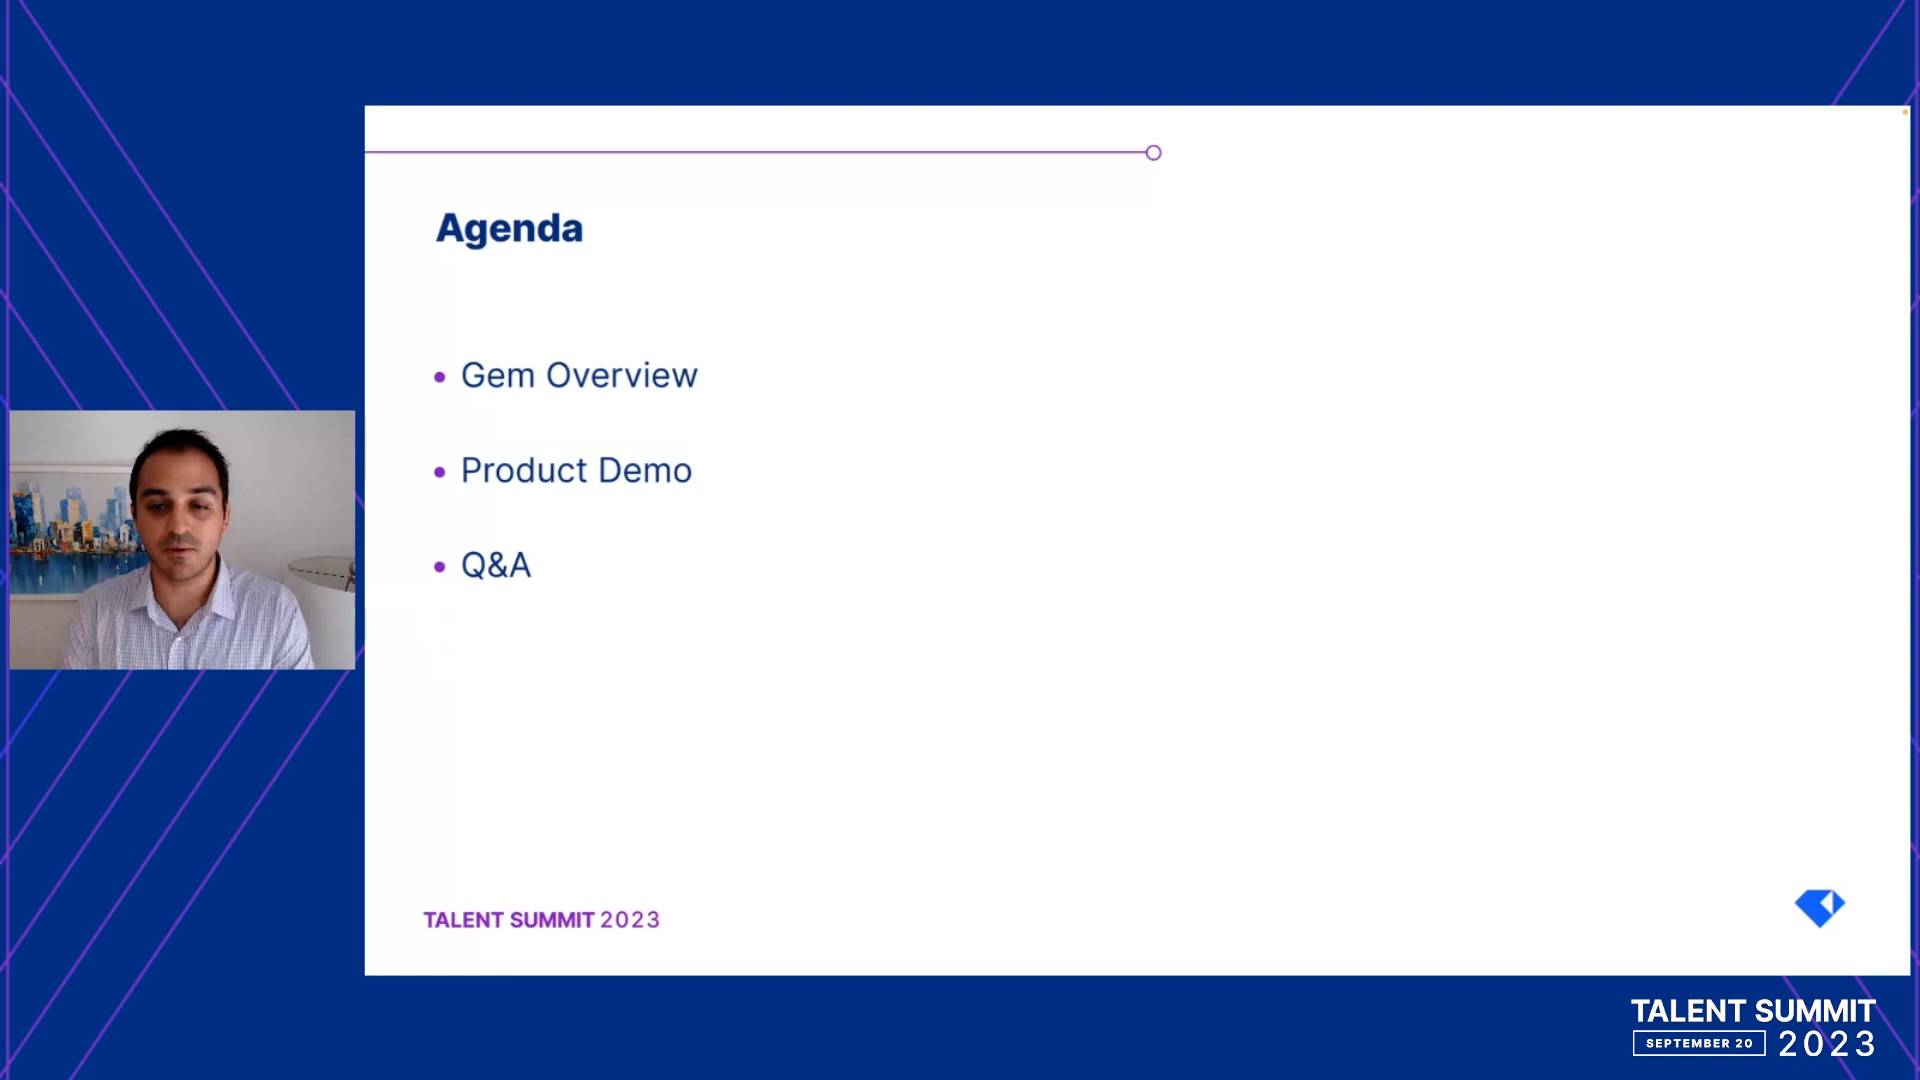 Agenda
Gem Overview
Product Demo
Q&A
TALENT SUMMIT 2023
TALENT SUMMIT
SEPTEMBER 20 2023